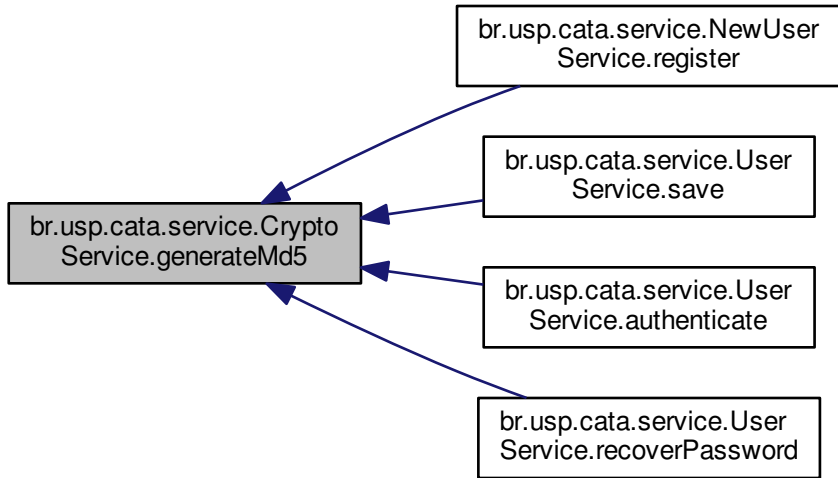 br.usp.cata.service.NewUser
Service.register
br.usp.cata.service.User
Service.save
br.usp.cata.service.Crypto
Service.generateMd5
br.usp.cata.service.User
Service.authenticate
br.usp.cata.service.User
Service.recoverPassword